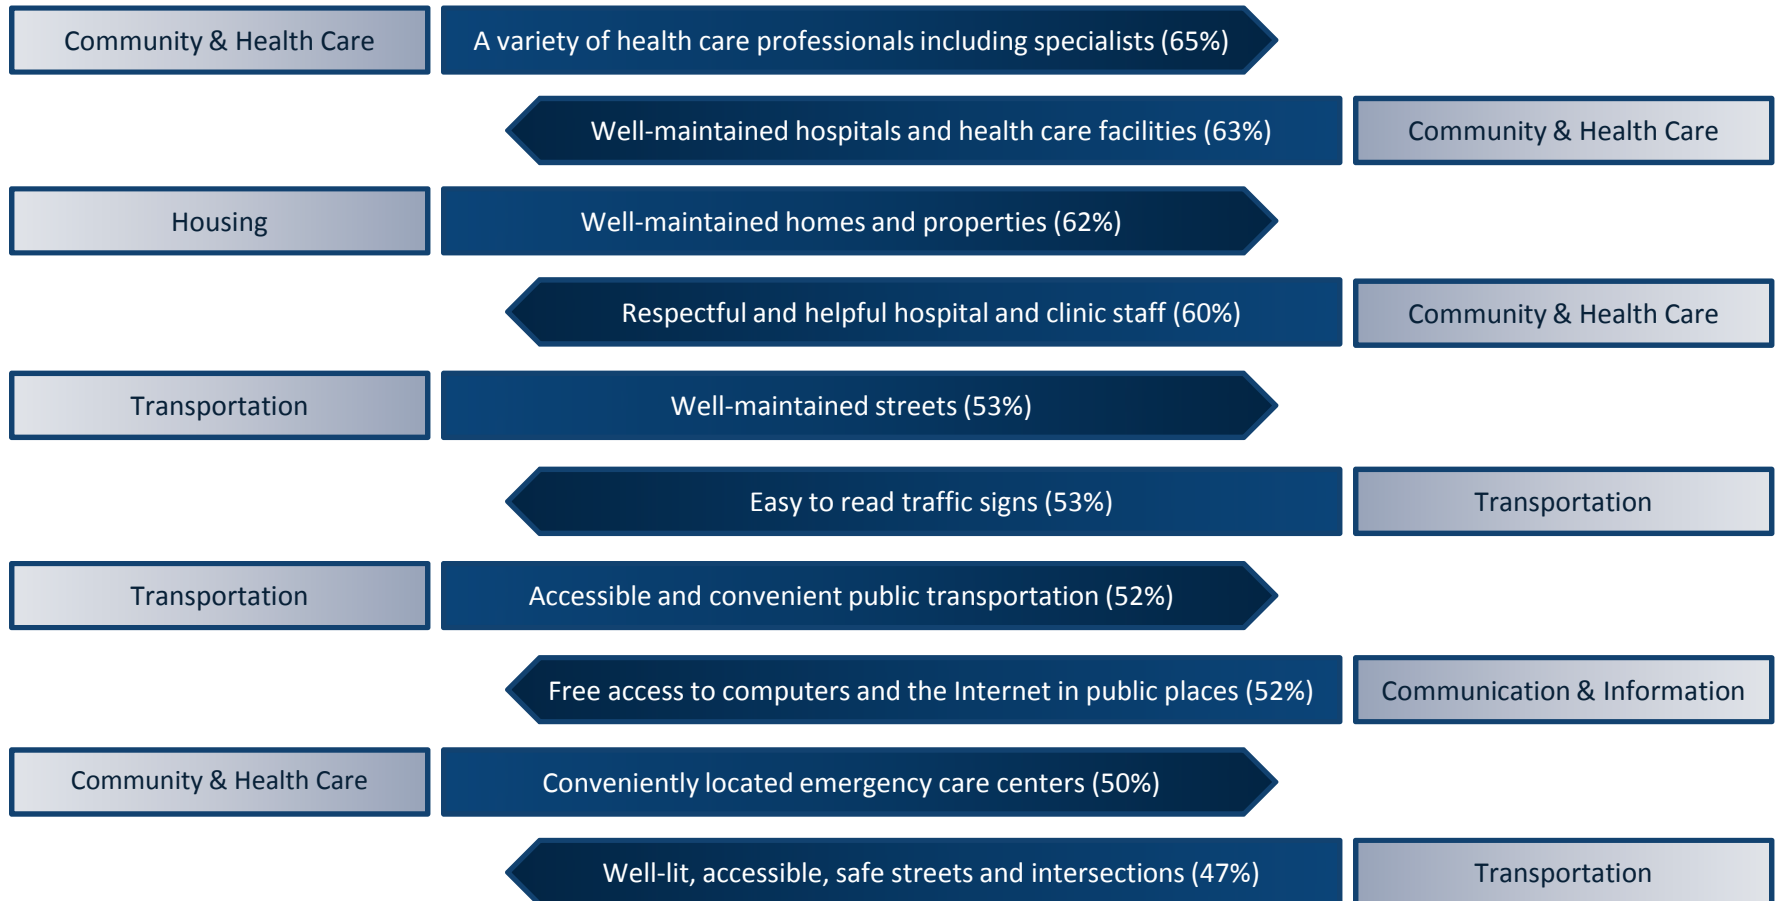 Community & Health Care
A variety of health care professionals including specialists (65%)
Well-maintained hospitals and health care facilities (63%)
Community & Health Care
Housing
Well-maintained homes and properties (62%)
Respectful and helpful hospital and clinic staff (60%)
Community & Health Care
Transportation
Well-maintained streets (53%)
Easy to read traffic signs (53%)
Transportation
Transportation
Accessible and convenient public transportation (52%)
Free access to computers and the Internet in public places (52%)
Communication & Information
Community & Health Care
Conveniently located emergency care centers (50%)
Well-lit, accessible, safe streets and intersections (47%)
Transportation